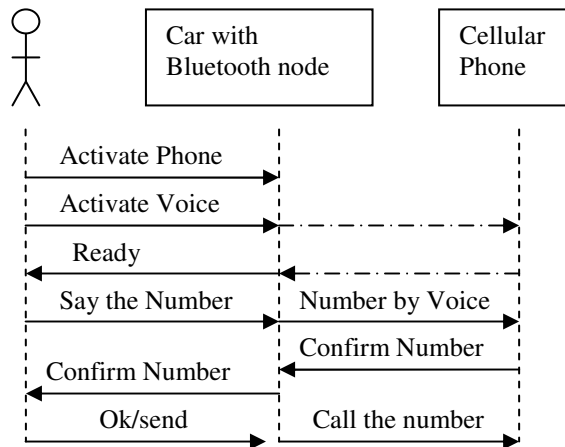 Car with
Bluetooth node
Cellular
Phone
Activate Phone
Activate Voice
Ready
Say the Number
Number by Voice
Confirm Number
Confirm Number
Ok/send
Call the number